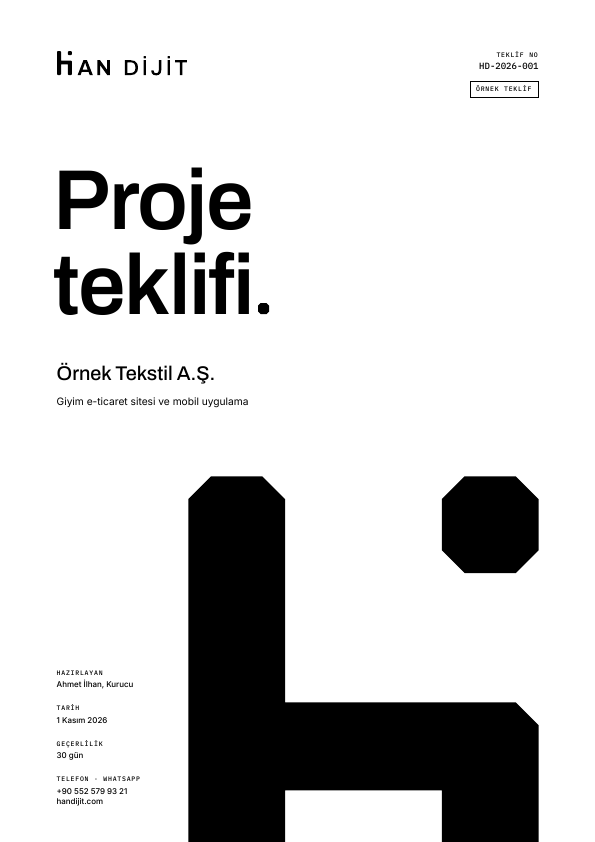 HAN DİJİT
TEKLİF NO
HD-2026-001
ÖRNEK TEKLİF
Proje
teklifi.
Örnek Tekstil A.Ş.
Giyim e-ticaret sitesi ve mobil uygulama
HAZIRLAYAN
Ahmet İlhan, Kurucu
TARİH
1 Kasım 2026
GEÇERLİLİK
30 gün
TELEFON · WHATSAPP
+90 552 579 93 21
handijit.com